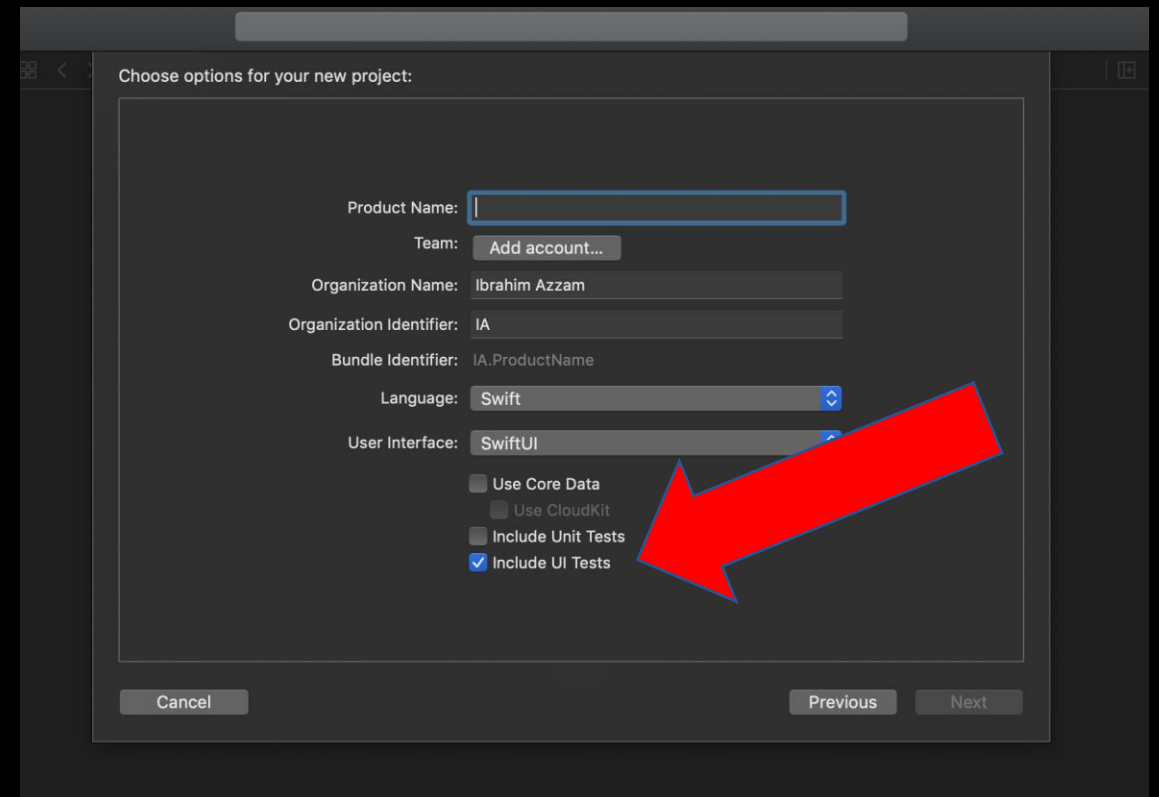 Choose options for your new project:
Product Name:
Team: Add account...
Organization Name: Ibrahim Azzam
Organization Identifier: IA
Bundle Identifier: IA.ProductName
Language: Swift
User Interface: SwiftUI
Use Core Data
Use CloudKit
Include Unit Tests
Include UI Tests
Cancel Previous Next